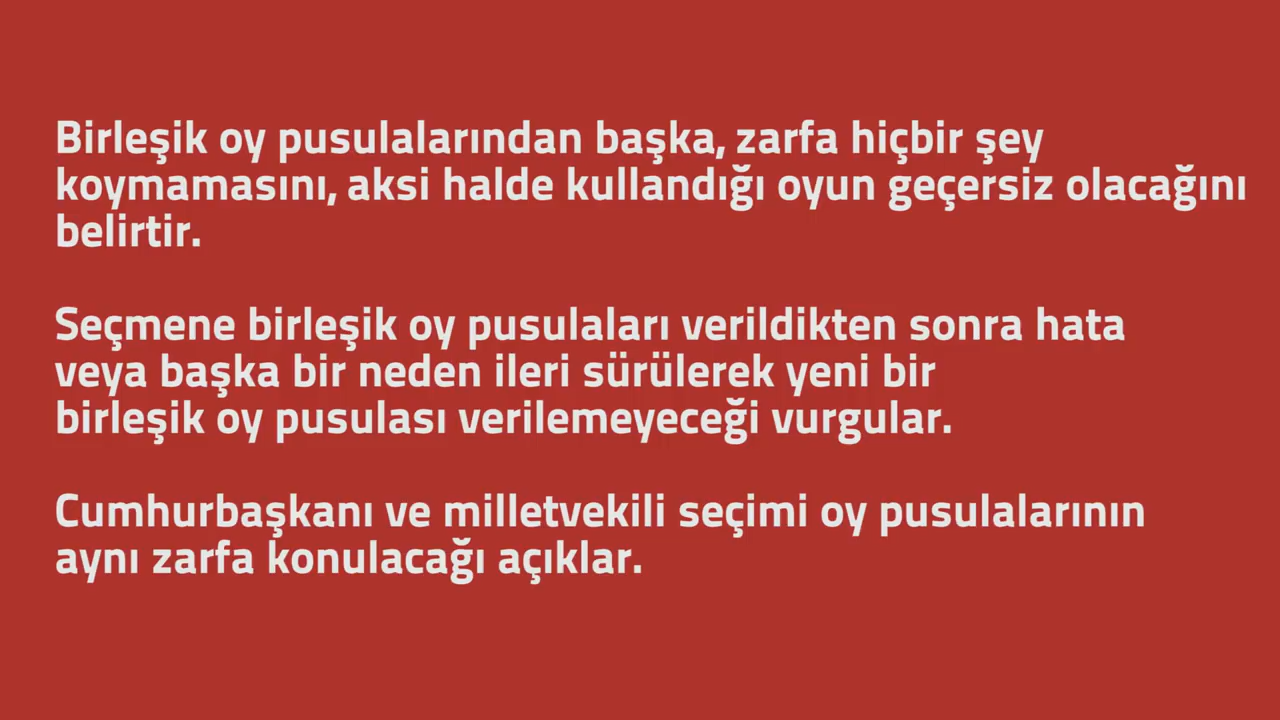 Birleşik oy pusulalarından başka, zarfa hiçbir şey
koymamasını, aksi halde kullandığı oyun geçersiz olacağını
belirtir.
Seçmene birleşik oy pusulaları verildikten sonra hata
veya başka bir neden ileri sürülerek yeni bir
birleşik oy pusulası verilemeyeceği vurgular.
Cumhurbaşkanı ve milletvekili seçimi oy pusulalarının
aynı zarfa konulacağı açıklar.